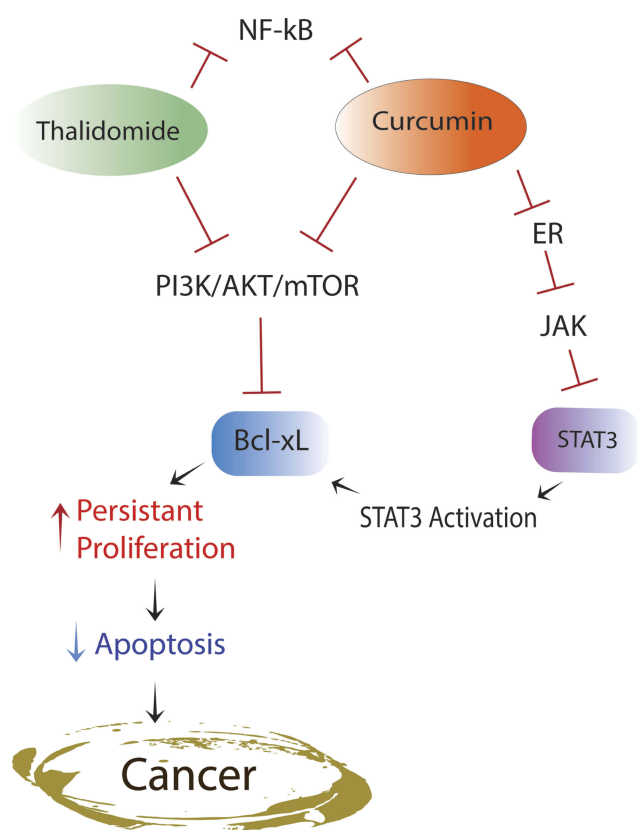 NF-kB
Thalidomide
Curcumin
ER
PI3K/AKT/mTOR
JAK
Bcl-xL
STAT3
STAT3 Activation
Persistant
Proliferation
Apoptosis
Cancer